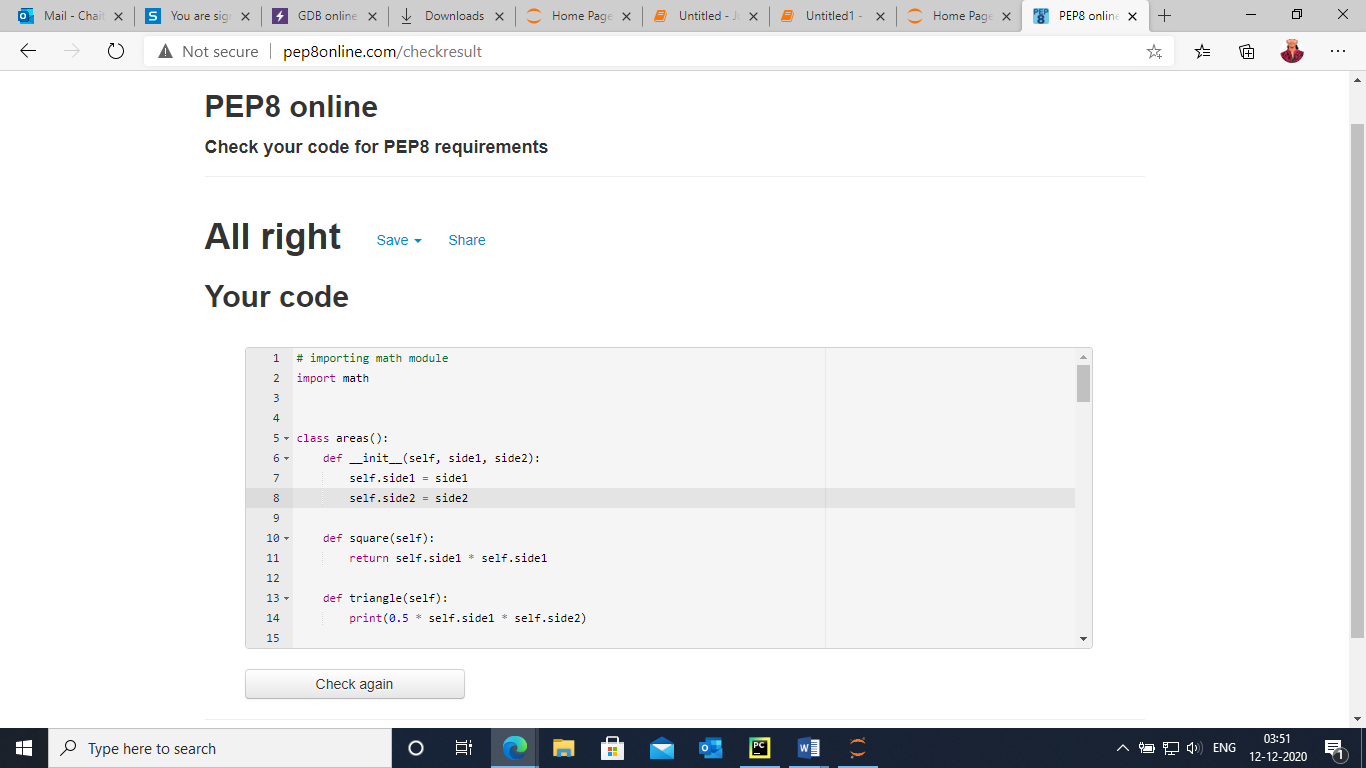 Mail - Chait
You are sign
GDB online
Downloads
Home Page
Untitled - Ju
Untitled1 -
Home Page
PEP8 online
Not secure
pep8online.com/checkresult
PEP8 online
Check your code for PEP8 requirements
All right
Save
Share
Your code
1 # importing math module
2 import math
3
4
5 class areas():
6 def __init__(self, side1, side2):
7 self.side1 = side1
8 self.side2 = side2
9
10 def square(self):
11 return self.side1 * self.side1
12
13 def triangle(self):
14 print(0.5 * self.side1 * self.side2)
15
Check again
Type here to search
ENG
03:51
12-12-2020
1